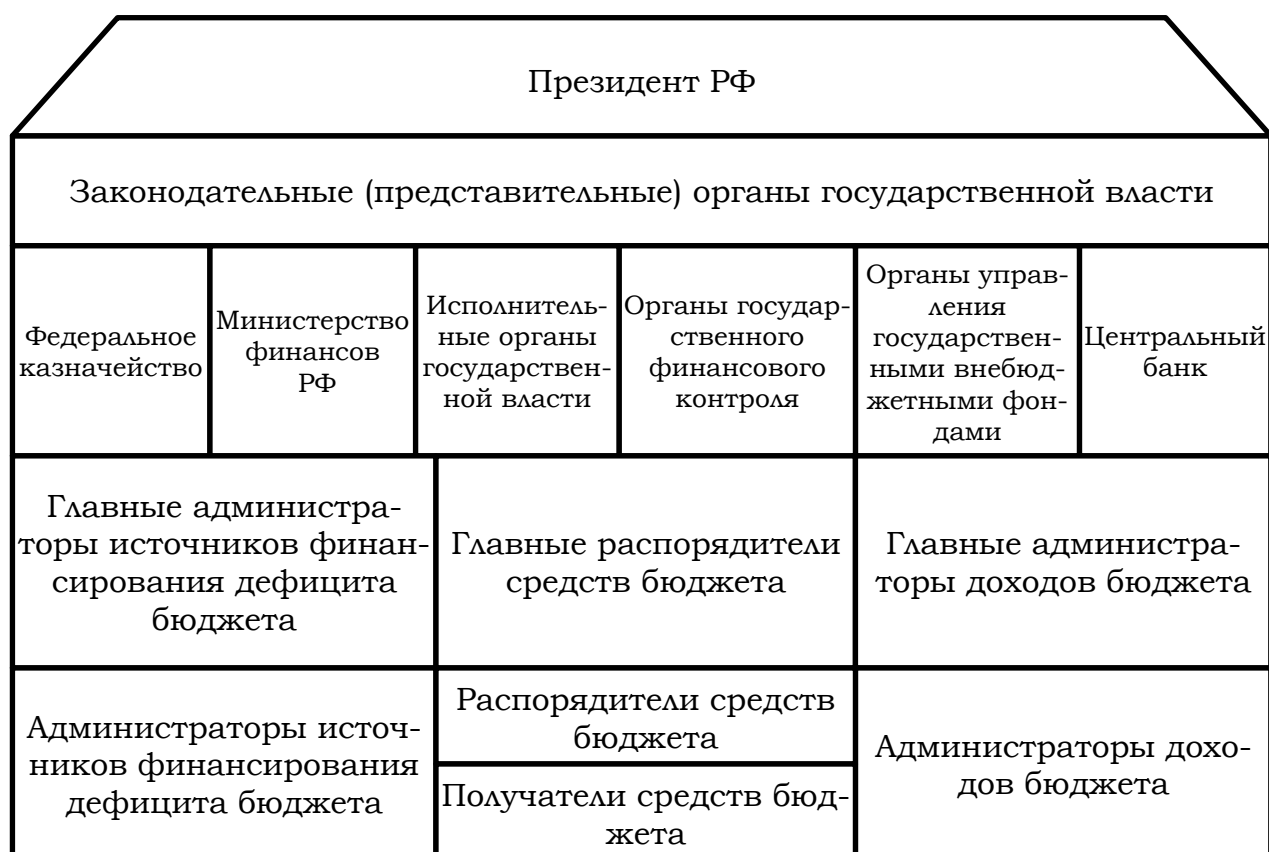 Президент РФ
Законодательные (представительные) органы государственной власти
Федеральное
казначейство
Министерство
финансов
РФ
Исполнитель-
ные органы
государствен-
ной власти
Органы государ-
ственного
финансового
контроля
Органы управ-
ления
государствен-
ными внебюд-
жетными фон-
дами
Центральный
банк
Главные администра-
торы источников финан-
сирования дефицита
бюджета
Главные распорядители
средств бюджета
Главные администра-
торы доходов бюджета
Администраторы источ-
ников финансирования
дефицита бюджета
Распорядители средств
бюджета
Получатели средств бюд-
жета
Администраторы дохо-
дов бюджета